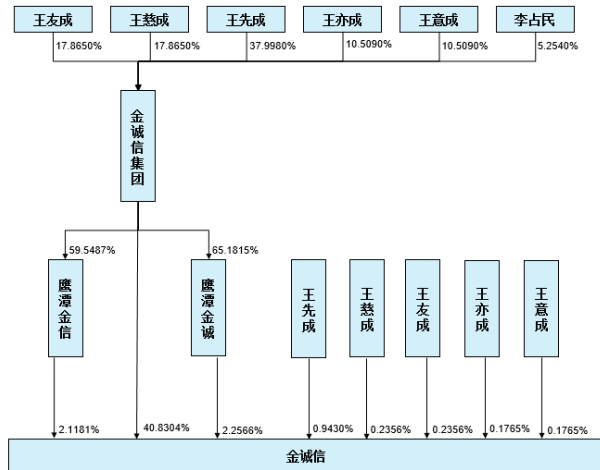 王友成 王慈成 王先成 王亦成 王意成 李占民
17.8650% 17.8650% 37.9980% 10.5090% 10.5090% 5.2540%
金诚信集团
59.5487% 65.1815%
鹰潭金信 鹰潭金诚 王先成 王慈成 王友成 王亦成 王意成
2.1181% 40.8304% 2.2566% 0.9430% 0.2356% 0.2356% 0.1765% 0.1765%
金诚信